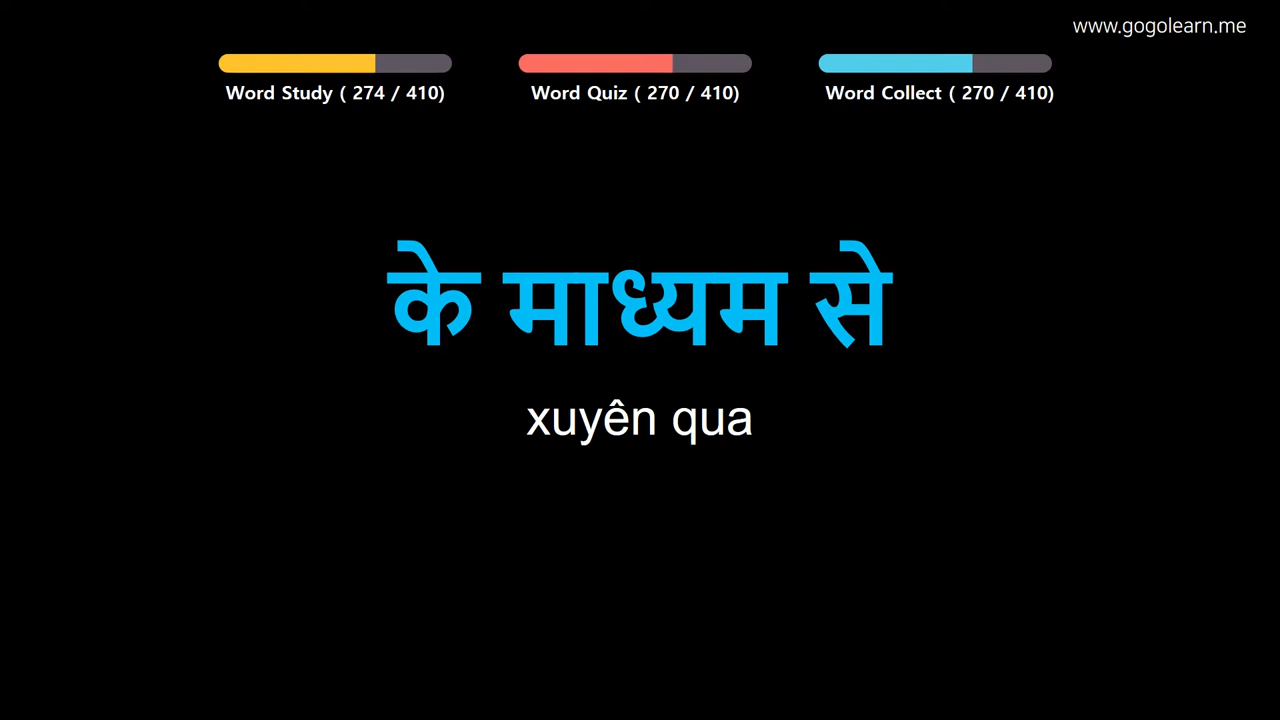 www.gogolearn.me
Word Study ( 274 / 410)
Word Quiz ( 270 / 410)
Word Collect ( 270 / 410)
के माध्यम से
xuyên qua